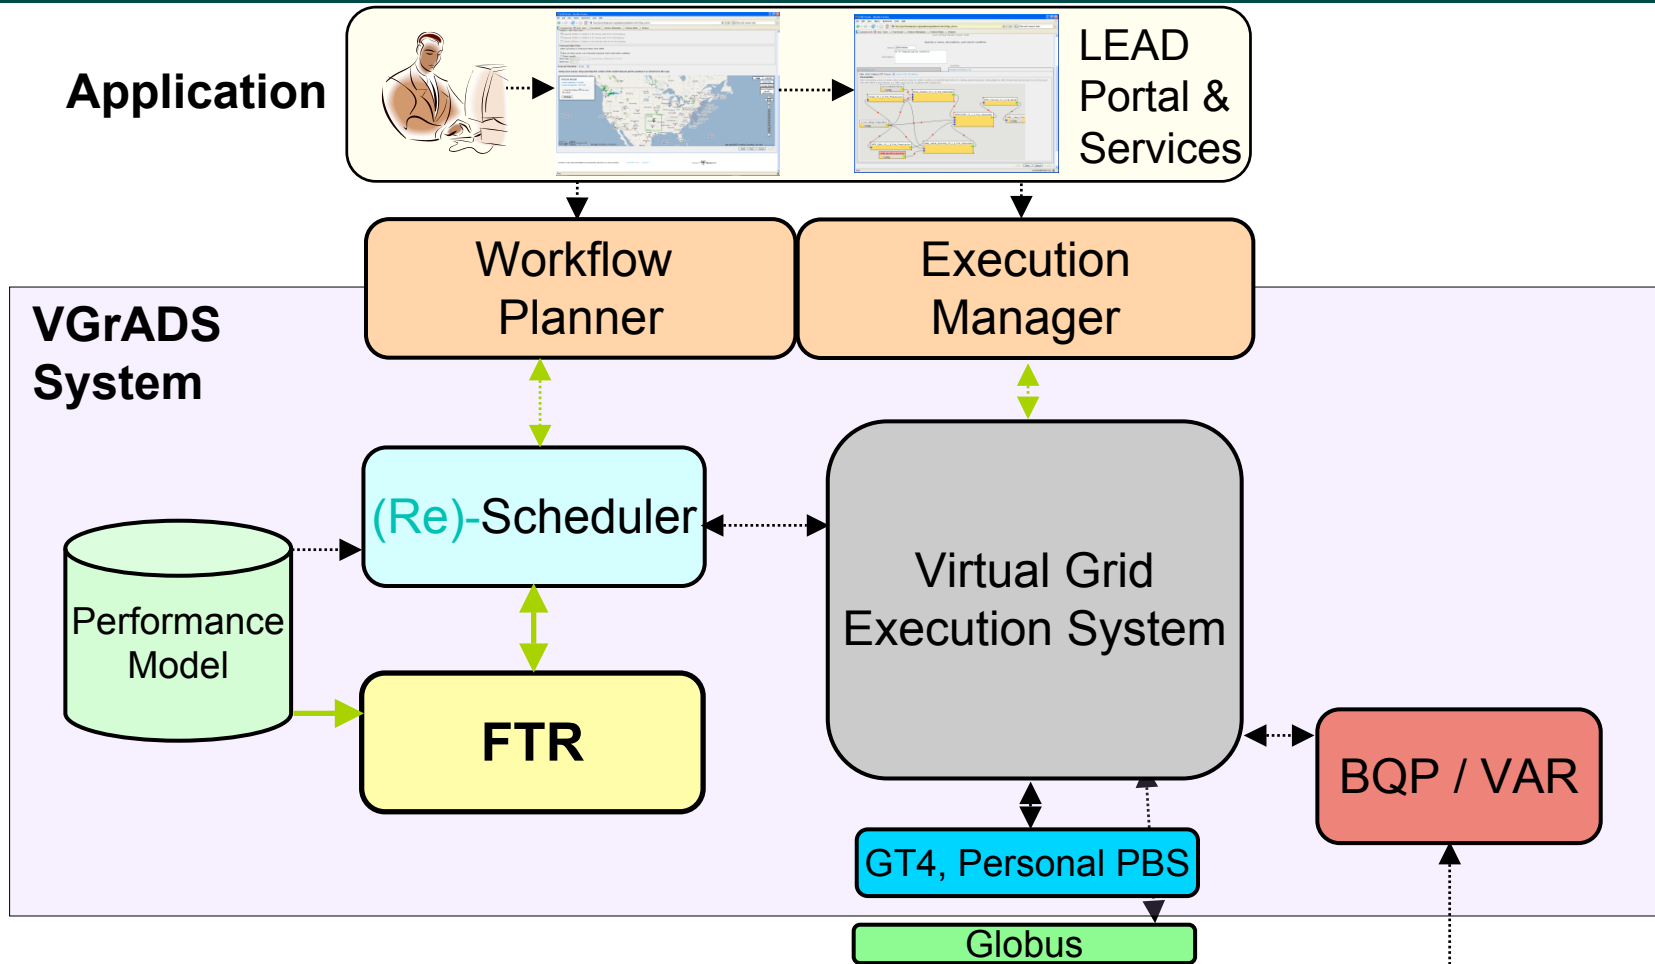 Application
LEAD
Portal &
Services
Workflow
Planner
Execution
Manager
VGrADS
System
(Re)-Scheduler
Virtual Grid
Execution System
Performance
Model
FTR
BQP / VAR
GT4, Personal PBS
Globus